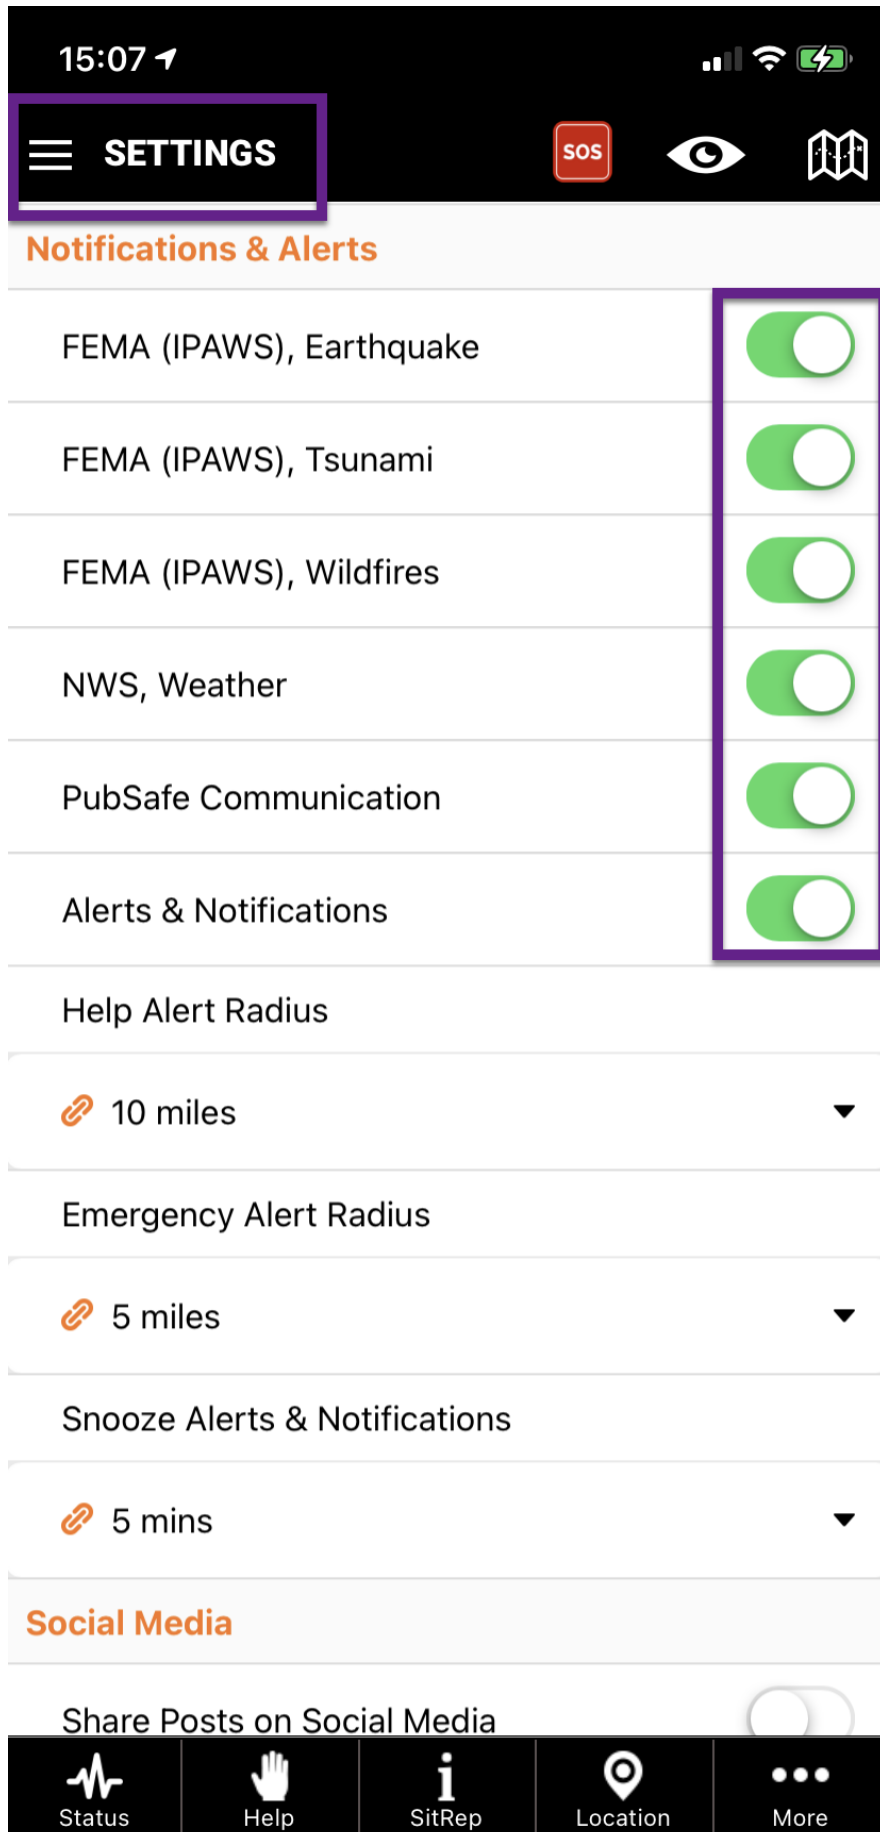 15:07
SETTINGS
SOS
Notifications & Alerts
FEMA (IPAWS), Earthquake
FEMA (IPAWS), Tsunami
FEMA (IPAWS), Wildfires
NWS, Weather
PubSafe Communication
Alerts & Notifications
Help Alert Radius
10 miles
Emergency Alert Radius
5 miles
Snooze Alerts & Notifications
5 mins
Social Media
Share Posts on Social Media
Status Help SitRep Location More